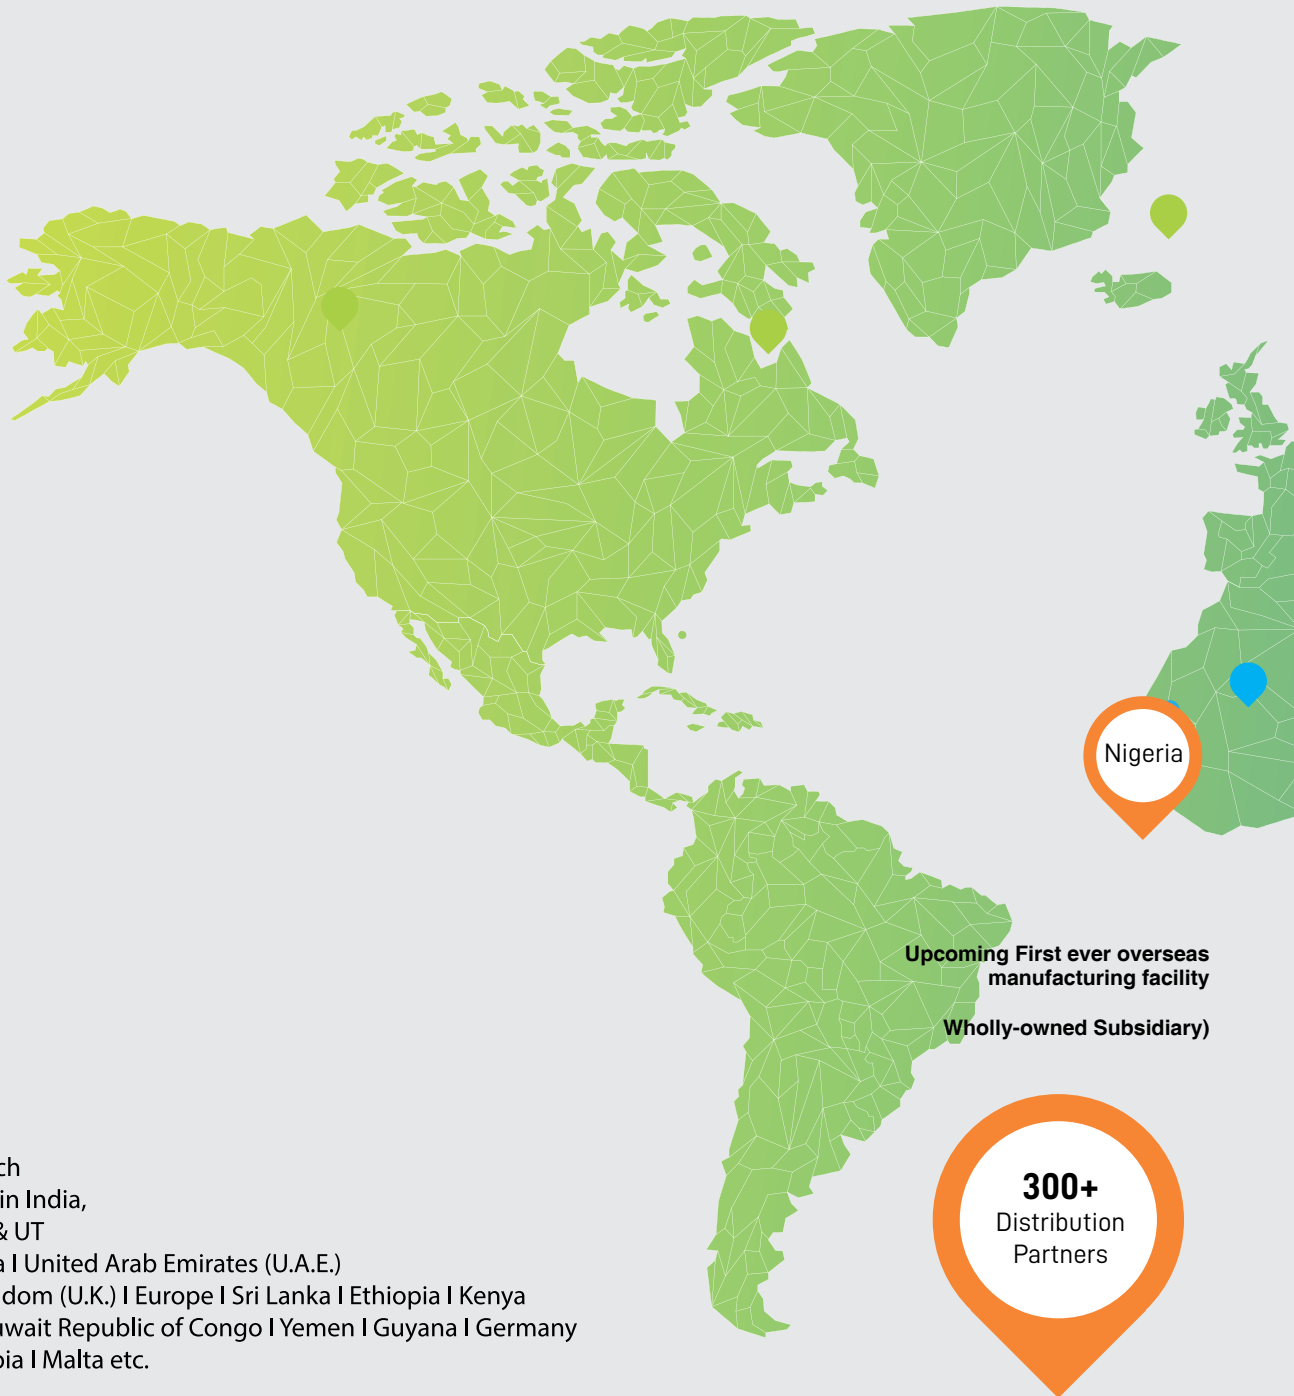 Nigeria
Upcoming First ever overseas
manufacturing facility
Wholly-owned Subsidiary)
300+
Distribution
Partners
ch
in India,
& UT
a I United Arab Emirates (U.A.E.)
dom (U.K.) I Europe I Sri Lanka I Ethiopia I Kenya
uwait Republic of Congo I Yemen I Guyana I Germany
bia I Malta etc.